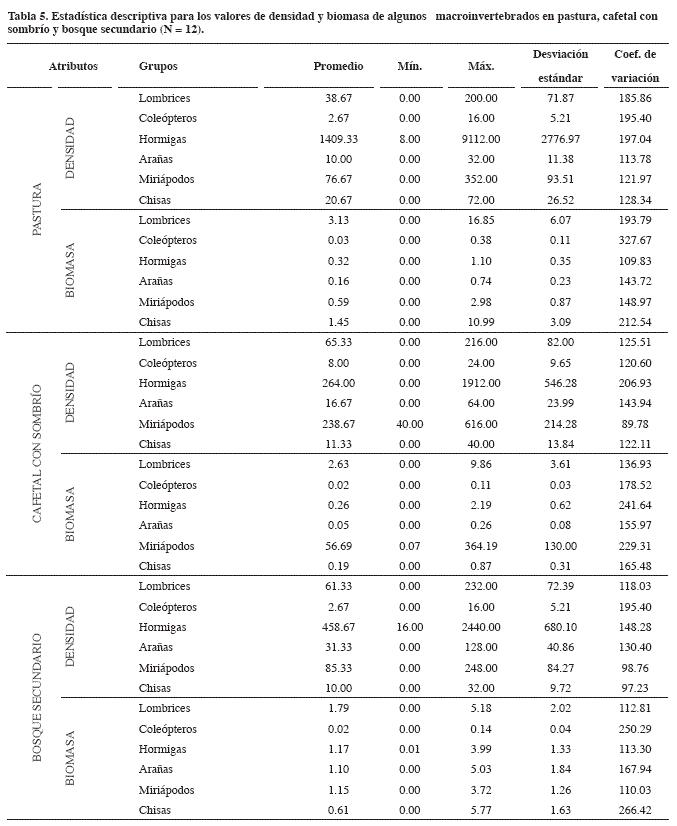 Tabla 5. Estadística descriptiva para los valores de densidad y biomasa de algunos macroinvertebrados en pastura, cafetal con
sombrío y bosque secundario (N = 12).
Atributos Grupos Promedio Mín. Máx. Desviación estándar Coef. de variación
PASTURA
DENSIDAD
Lombrices 38.67 0.00 200.00 71.87 185.86
Coleópteros 2.67 0.00 16.00 5.21 195.40
Hormigas 1409.33 8.00 9112.00 2776.97 197.04
Arañas 10.00 0.00 32.00 11.38 113.78
Miriápodos 76.67 0.00 352.00 93.51 121.97
Chisas 20.67 0.00 72.00 26.52 128.34
BIOMASA
Lombrices 3.13 0.00 16.85 6.07 193.79
Coleópteros 0.03 0.00 0.38 0.11 327.67
Hormigas 0.32 0.00 1.10 0.35 109.83
Arañas 0.16 0.00 0.74 0.23 143.72
Miriápodos 0.59 0.00 2.98 0.87 148.97
Chisas 1.45 0.00 10.99 3.09 212.54
CAFETAL CON SOMBRÍO
DENSIDAD
Lombrices 65.33 0.00 216.00 82.00 125.51
Coleópteros 8.00 0.00 24.00 9.65 120.60
Hormigas 264.00 0.00 1912.00 546.28 206.93
Arañas 16.67 0.00 64.00 23.99 143.94
Miriápodos 238.67 40.00 616.00 214.28 89.78
Chisas 11.33 0.00 40.00 13.84 122.11
BIOMASA
Lombrices 2.63 0.00 9.86 3.61 136.93
Coleópteros 0.02 0.00 0.11 0.03 178.52
Hormigas 0.26 0.00 2.19 0.62 241.64
Arañas 0.05 0.00 0.26 0.08 155.97
Miriápodos 56.69 0.07 364.19 130.00 229.31
Chisas 0.19 0.00 0.87 0.31 165.48
BOSQUE SECUNDARIO
DENSIDAD
Lombrices 61.33 0.00 232.00 72.39 118.03
Coleópteros 2.67 0.00 16.00 5.21 195.40
Hormigas 458.67 16.00 2440.00 680.10 148.28
Arañas 31.33 0.00 128.00 40.86 130.40
Miriápodos 85.33 0.00 248.00 84.27 98.76
Chisas 10.00 0.00 32.00 9.72 97.23
BIOMASA
Lombrices 1.79 0.00 5.18 2.02 112.81
Coleópteros 0.02 0.00 0.14 0.04 250.29
Hormigas 1.17 0.01 3.99 1.33 113.30
Arañas 1.10 0.00 5.03 1.84 167.94
Miriápodos 1.15 0.00 3.72 1.26 110.03
Chisas 0.61 0.00 5.77 1.63 266.42